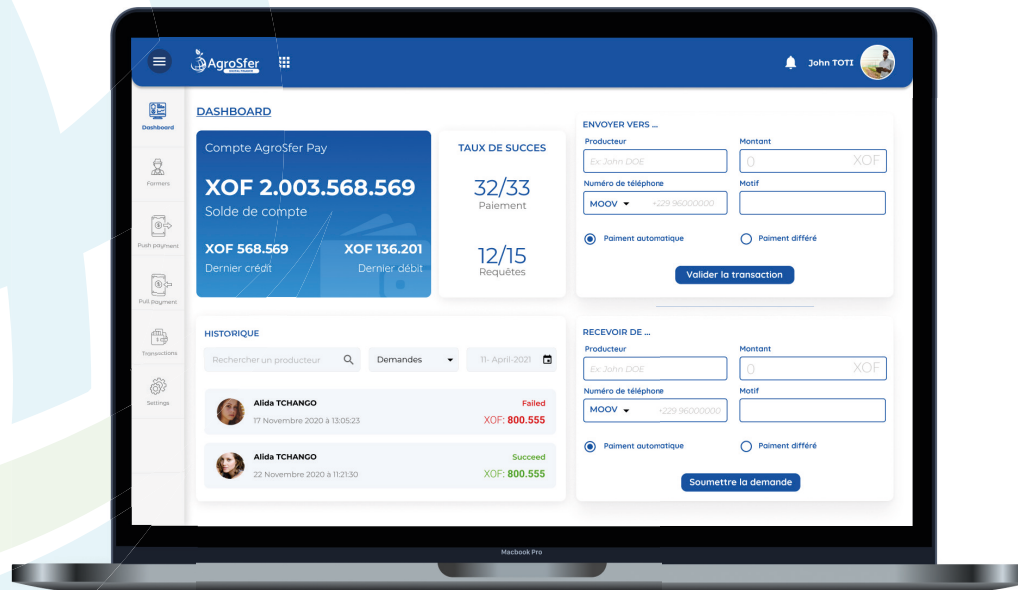 AgroSfer
DIGITAL FINANCE
John TOTI
Dashboard
Farmers
Push payment
Pull Payment
Transactions
Settings
DASHBOARD
Compte AgroSfer Pay
XOF 2.003.568.569
Solde de compte
XOF 568.569
Dernier crédit
XOF 136.201
Dernier débit
TAUX DE SUCCES
32/33
Paiement
12/15
Requêtes
ENVOYER VERS ...
Producteur
Montant
Ex: John DOE
0 XOF
Numéro de téléphone
Motif
MOOV +229 96000000
Paiment automatique
Paiment différé
Valider la transaction
HISTORIQUE
Rechercher un producteur
Demandes
11- April-2021
Alida TCHANGO
Failed
17 Novembre 2020 à 13:05:23
XOF: 800.555
Alida TCHANGO
Succeed
22 Novembre 2020 à 11:21:30
XOF: 800.555
RECEVOIR DE ...
Producteur
Montant
Ex: John DOE
0 XOF
Numéro de téléphone
Motif
MOOV +229 96000000
Paiment automatique
Paiment différé
Soumettre la demande
Macbook Pro